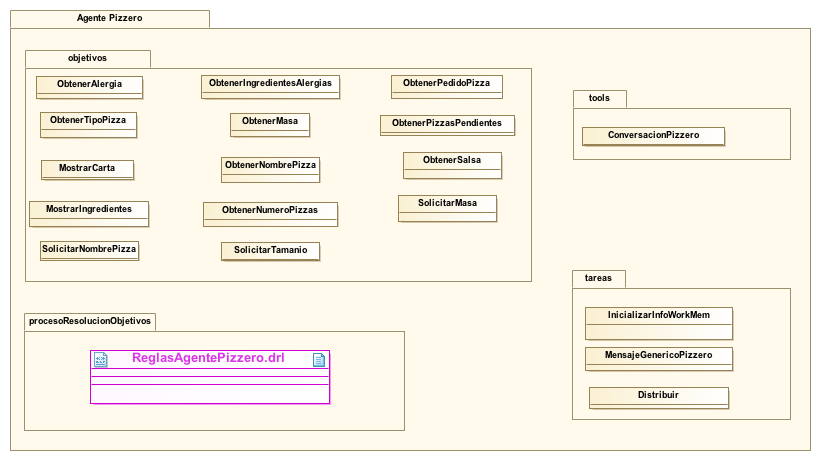 Agente Pizzero
objetivos
ObtenerAlergia
ObtenerIngredientesAlergias
ObtenerPedidoPizza
ObtenerTipoPizza
ObtenerMasa
ObtenerPizzasPendientes
MostrarCarta
ObtenerNombrePizza
ObtenerSalsa
MostrarIngredientes
ObtenerNumeroPizzas
SolicitarMasa
SolicitarNombrePizza
SolicitarTamanio
tools
ConversacionPizzero
tareas
InicializarInfoWorkMem
MensajeGenericoPizzero
Distribuir
procesoResolucionObjetivos
ReglasAgentePizzero.drl